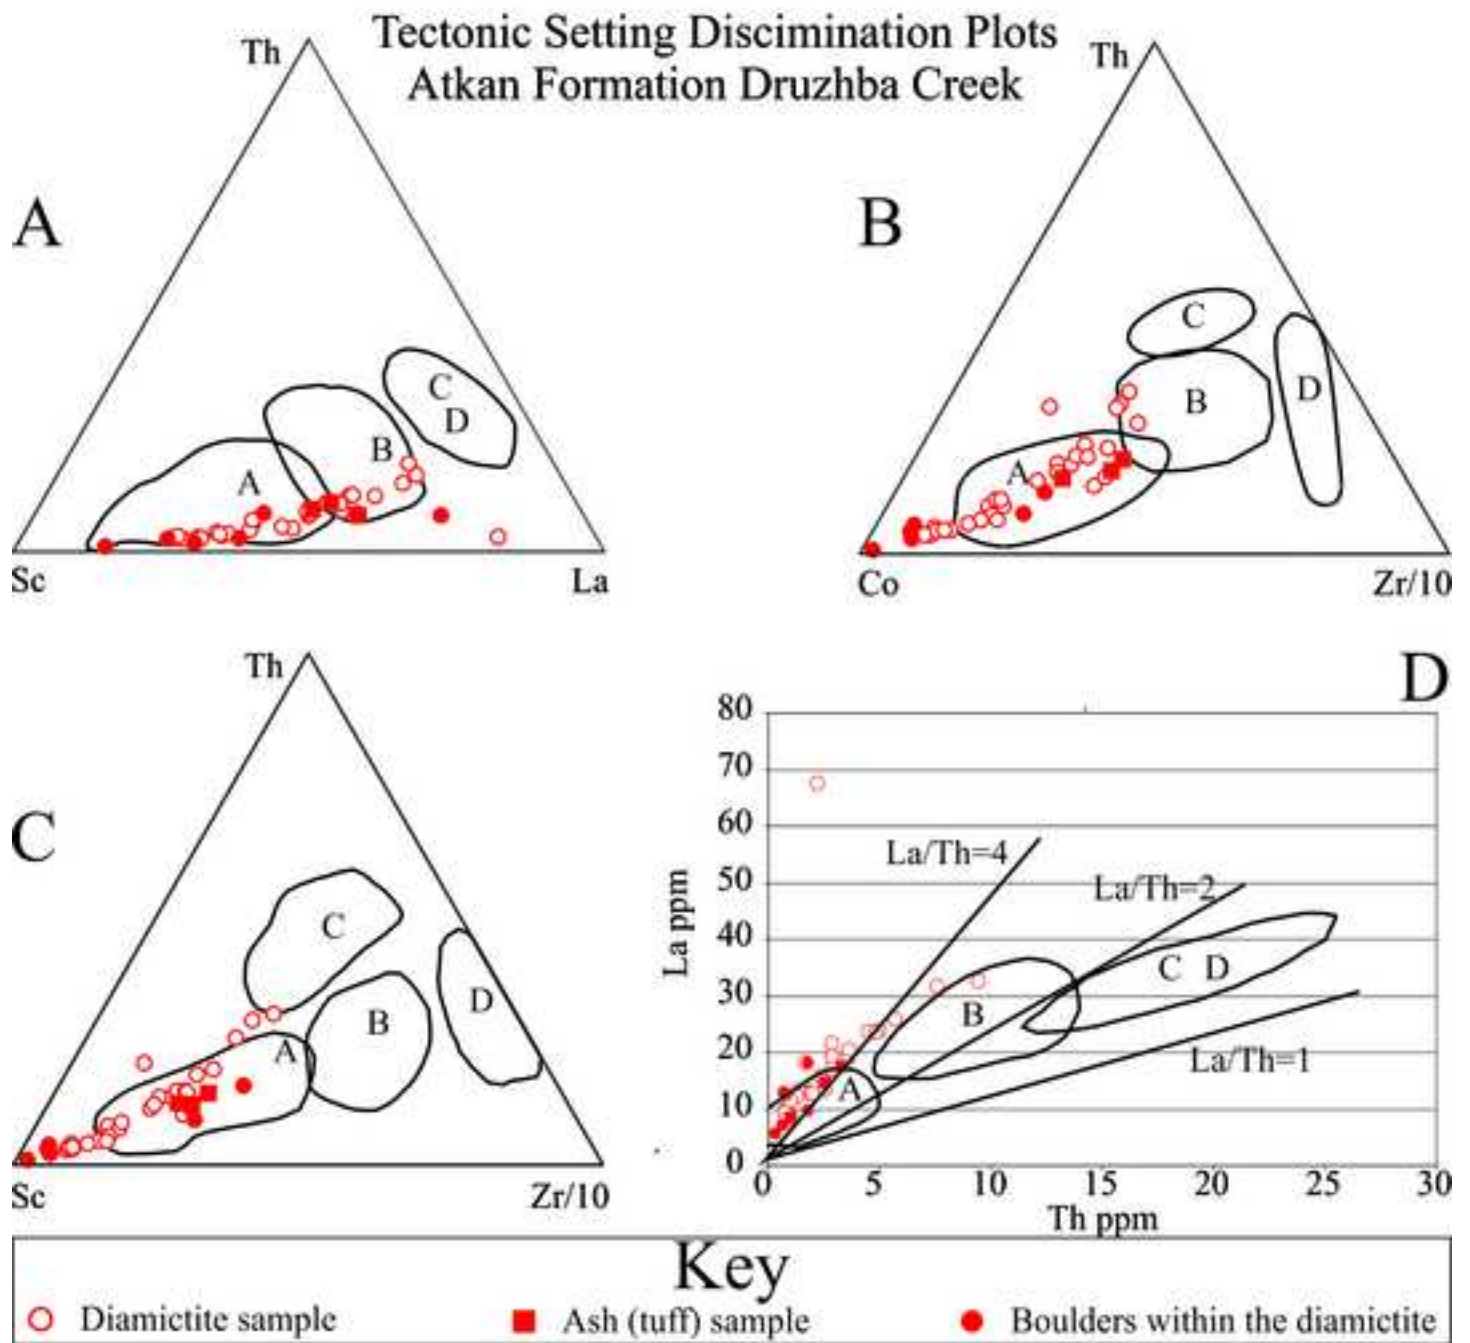 Tectonic Setting Discimination Plots
Atkan Formation Druzhba Creek
A
Th
A
B
C
D
Sc
La
B
Th
A
B
C
D
Co
Zr/10
C
Th
A
B
C
D
Sc
Zr/10
D
80
70
60
50
40
30
20
10
0
La ppm
La/Th=4
La/Th=2
La/Th=1
A
B
C D
0 5 10 15 20 25 30
Th ppm
Key
Diamictite sample
Ash (tuff) sample
Boulders within the diamictite